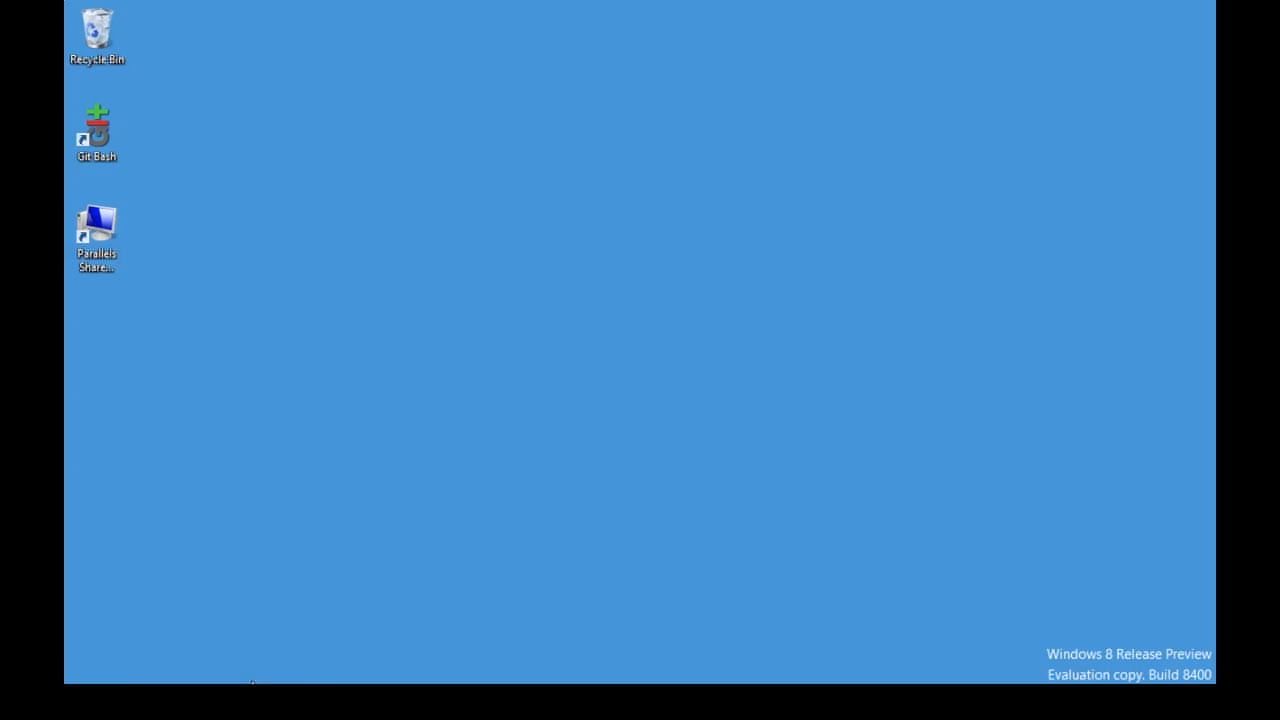 Recycle Bin
Git Bash
Parallels
Share...
Windows 8 Release Preview
Evaluation copy. Build 8400